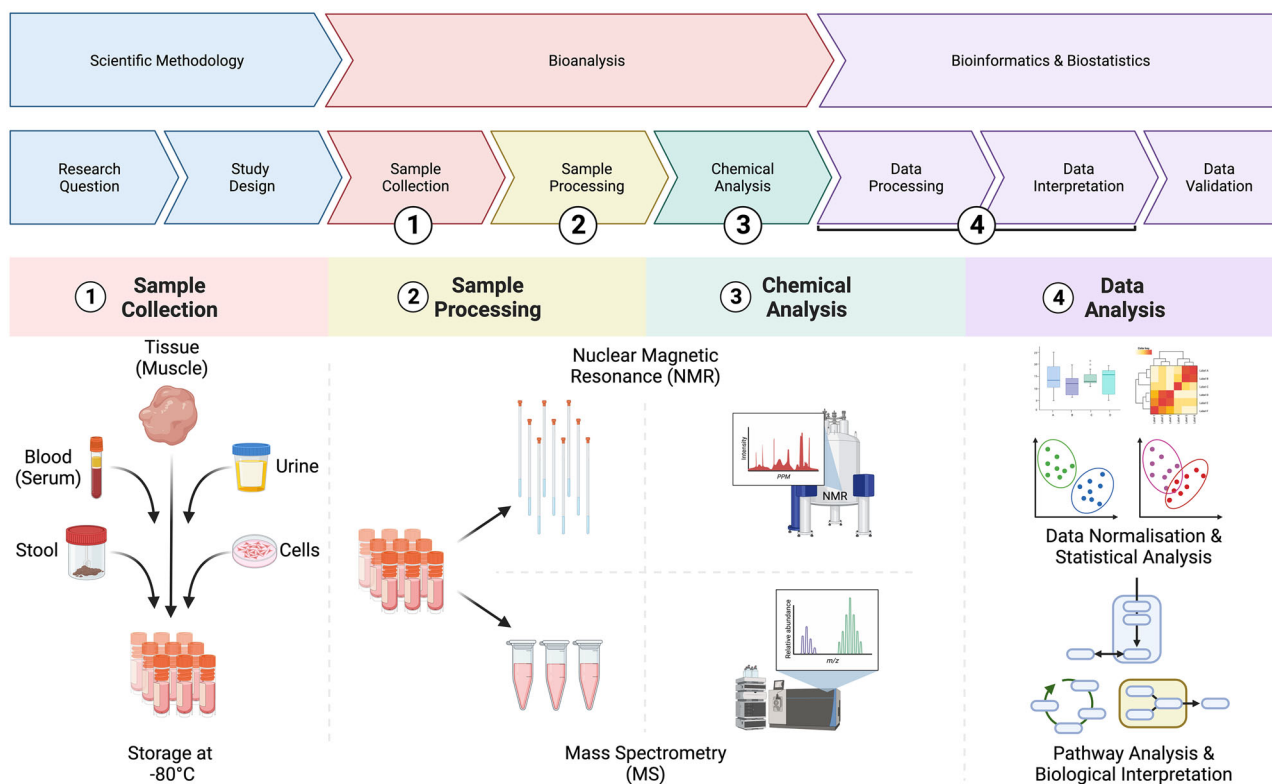 Scientific Methodology
Bioanalysis
Bioinformatics & Biostatistics
Research
Question
Study
Design
Sample
Collection
Sample
Processing
Chemical
Analysis
Data
Processing
Data
Interpretation
Data
Validation
1
2
3
4
1
Sample
Collection
2
Sample
Processing
3
Chemical
Analysis
4
Data
Analysis
Tissue
(Muscle)
Blood
(Serum)
Urine
Stool
Cells
Storage at
-80°C
Nuclear Magnetic
Resonance (NMR)
Intensity
PPM
NMR
Relative abundance
m/z
Mass Spectrometry
(MS)
Data Normalisation &
Statistical Analysis
Pathway Analysis &
Biological Interpretation